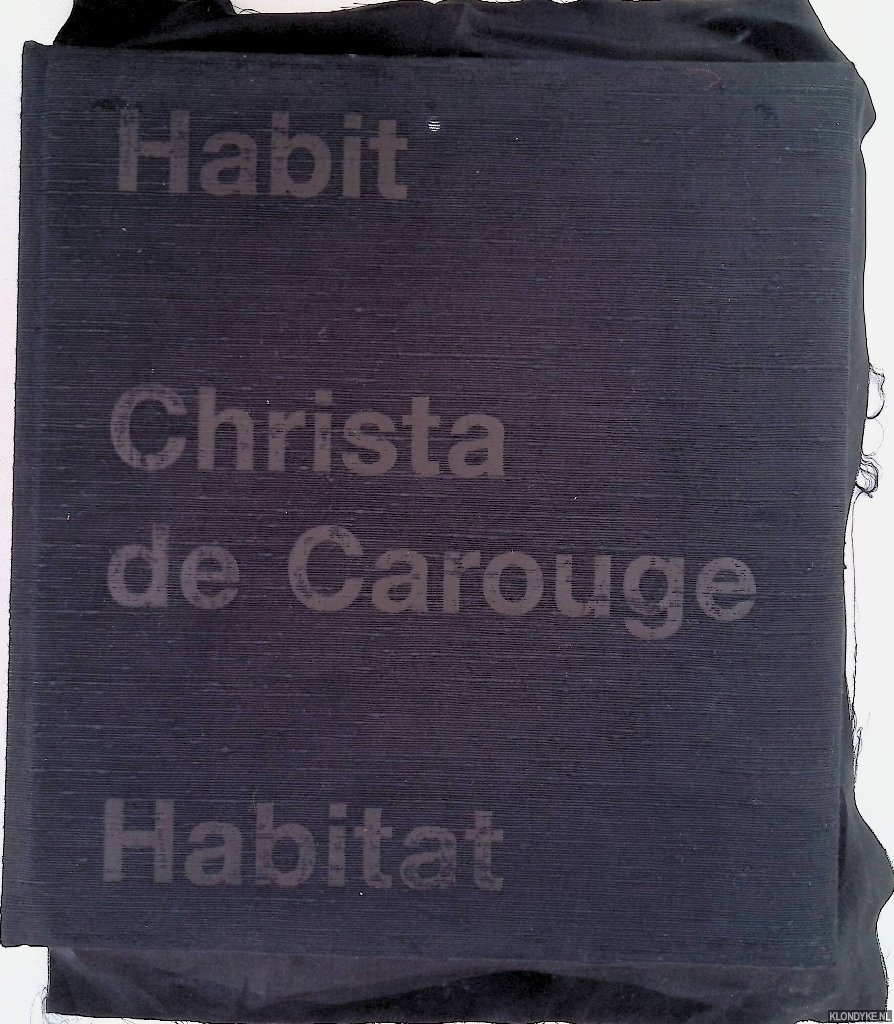 Habit
Christa
de Carouge
Habitat
KLONDYKE.NL